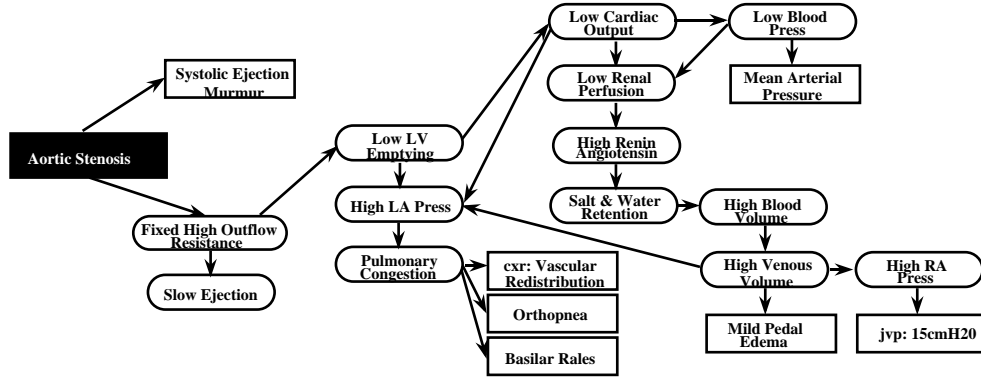 Low Cardiac
Output
Low Blood
Press
Systolic Ejection
Murmur
Low Renal
Perfusion
Mean Arterial
Pressure
Aortic Stenosis
Low LV
Emptying
High Renin
Angiotensin
High LA Press
Salt & Water
Retention
High Blood
Volume
Fixed High Outflow
Resistance
Pulmonary
Congestion
cxr: Vascular
Redistribution
High Venous
Volume
High RA
Press
Slow Ejection
Orthopnea
Mild Pedal
Edema
jvp: 15cmH20
Basilar Rales